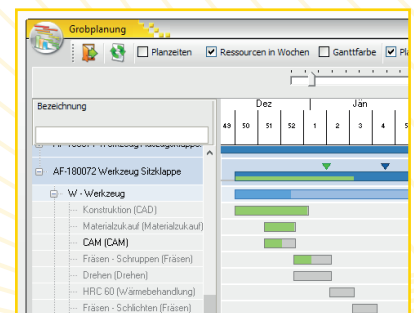 Grobplanung
Planzeiten Ressourcen in Wochen Ganttfarbe
Bezeichnung
Dez Jän
49 50 51 52 1 2 3 4
AF-180072 Werkzeug Sitzklappe
W - Werkzeug
Konstruktion (CAD)
Materialzukauf (Materialzukauf)
CAM (CAM)
Fräsen - Schruppen (Fräsen)
Drehen (Drehen)
HRC 60 (Wärmebehandlung)
Fräsen - Schlichten (Fräsen)